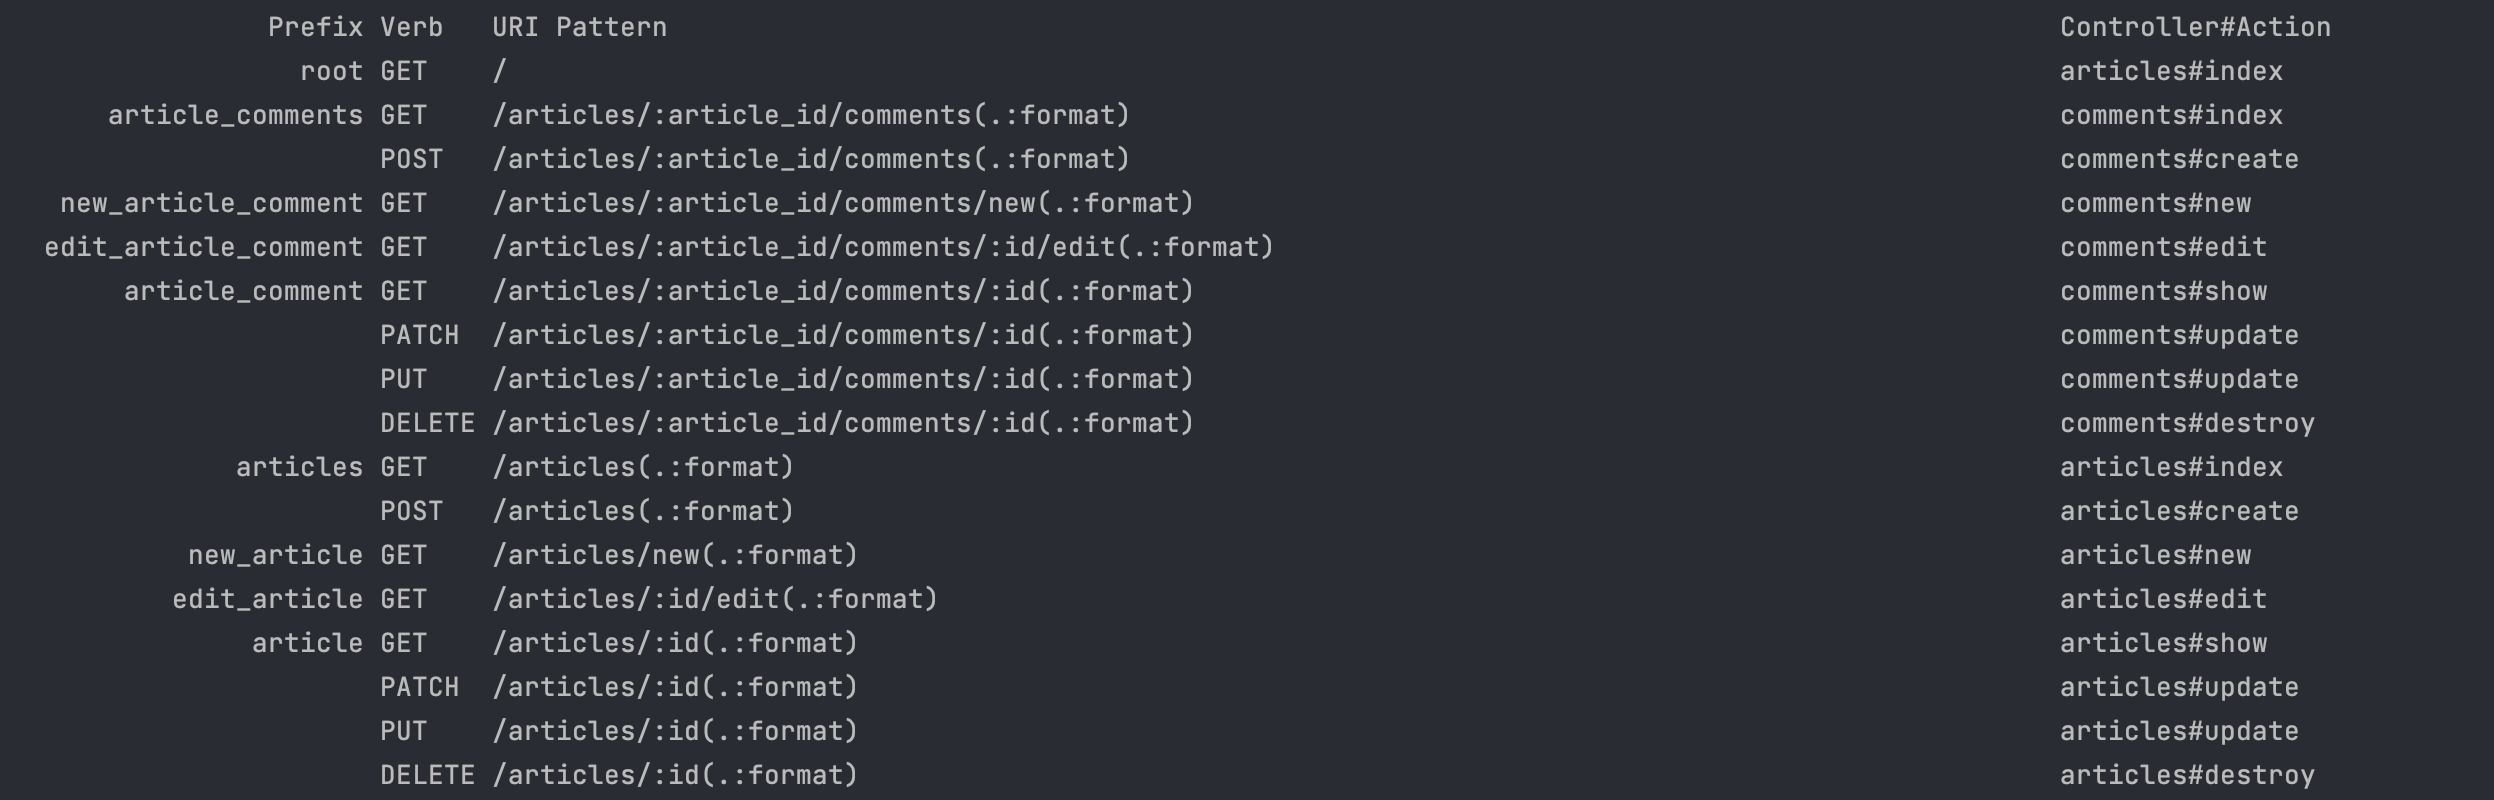 Prefix Verb URI Pattern Controller#Action
root GET / articles#index
article_comments GET /articles/:article_id/comments(.:format) comments#index
POST /articles/:article_id/comments(.:format) comments#create
new_article_comment GET /articles/:article_id/comments/new(.:format) comments#new
edit_article_comment GET /articles/:article_id/comments/:id/edit(.:format) comments#edit
article_comment GET /articles/:article_id/comments/:id(.:format) comments#show
PATCH /articles/:article_id/comments/:id(.:format) comments#update
PUT /articles/:article_id/comments/:id(.:format) comments#update
DELETE /articles/:article_id/comments/:id(.:format) comments#destroy
articles GET /articles(.:format) articles#index
POST /articles(.:format) articles#create
new_article GET /articles/new(.:format) articles#new
edit_article GET /articles/:id/edit(.:format) articles#edit
article GET /articles/:id(.:format) articles#show
PATCH /articles/:id(.:format) articles#update
PUT /articles/:id(.:format) articles#update
DELETE /articles/:id(.:format) articles#destroy